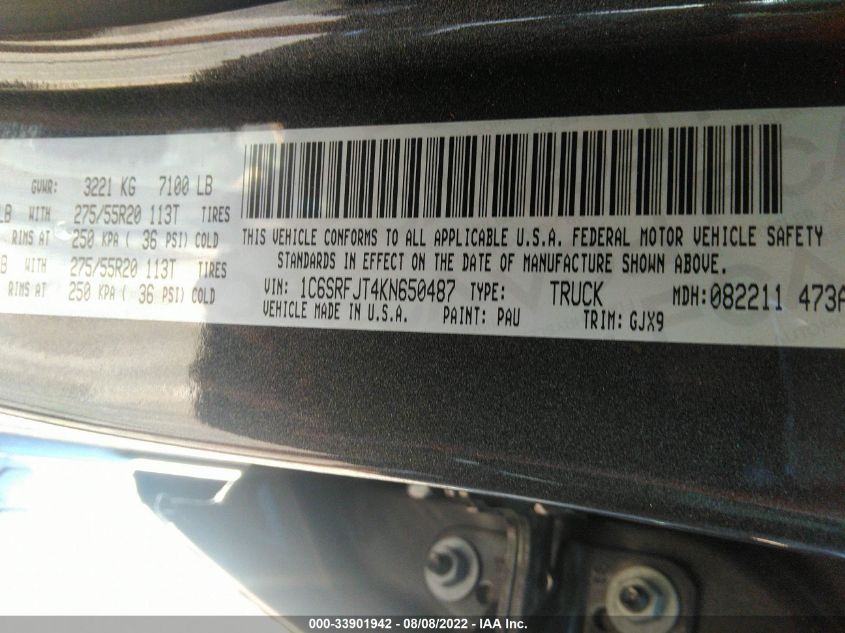 GVWR: 3221 KG 7100 LB
LB WITH 275/55R20 113T TIRES
RIMS AT 250 KPA ( 36 PSI) COLD
B WITH 275/55R20 113T TIRES
RIMS AT 250 KPA ( 36 PSI) COLD
THIS VEHICLE CONFORMS TO ALL APPLICABLE U.S.A. FEDERAL MOTOR VEHICLE SAFETY
STANDARDS IN EFFECT ON THE DATE OF MANUFACTURE SHOWN ABOVE.
VIN: 1C6SRFJT4KN650487 TYPE: TRUCK MDH:082211 473A
VEHICLE MADE IN U.S.A. PAINT: PAU TRIM: GJX9
000-33901942 - 08/08/2022 - IAA Inc.